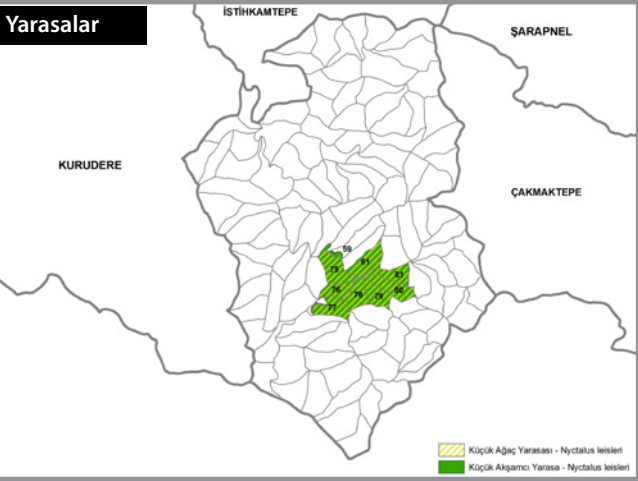 Yarasalar
İSTİHKAMTEPE
ŞARAPNEL
KURUDERE
ÇAKMAKTEPE
59
61
75
81
76
78
79
80
77
Küçük Ağaç Yarasası - Nyctalus leisleri
Küçük Akşamcı Yarasa - Nyctalus leisleri